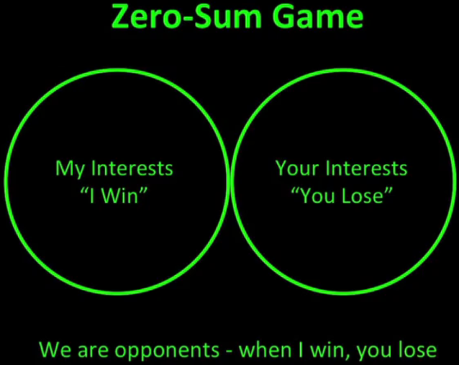 Zero-Sum Game
My Interests
“I Win”
Your Interests
“You Lose”
We are opponents - when I win, you lose